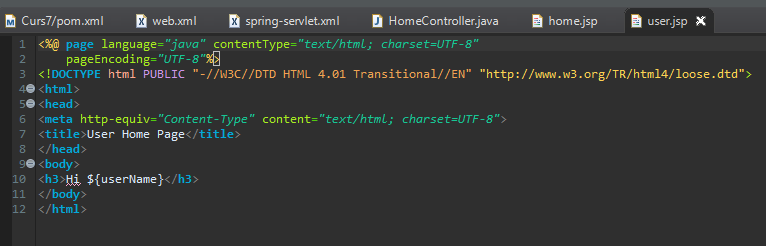 Curs7/pom.xml web.xml spring-servlet.xml HomeController.java home.jsp user.jsp
1 <%@ page language="java" contentType="text/html; charset=UTF-8"
2     pageEncoding="UTF-8"%>
3 <!DOCTYPE html PUBLIC "-//W3C//DTD HTML 4.01 Transitional//EN" "http://www.w3.org/TR/html4/loose.dtd">
4 <html>
5 <head>
6 <meta http-equiv="Content-Type" content="text/html; charset=UTF-8">
7 <title>User Home Page</title>
8 </head>
9 <body>
10 <h3>Hi ${userName}</h3>
11 </body>
12 </html>